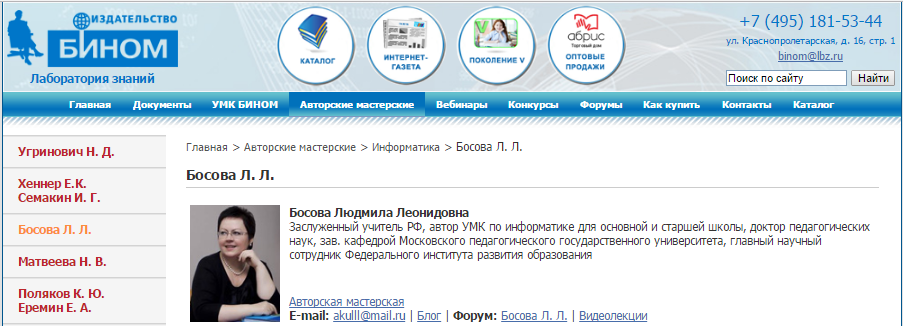 ИЗДАТЕЛЬСТВО
БИНОМ
Лаборатория знаний
КАТАЛОГ
ИНТЕРНЕТ-
ГАЗЕТА
ПОКОЛЕНИЕ V
абрис
Торговый дом
ОПТОВЫЕ
ПРОДАЖИ
+7 (495) 181-53-44
ул. Краснопролетарская, д. 16, стр. 1
binom@lbz.ru
Поиск по сайту Найти
Главная Документы УМК БИНОМ Авторские мастерские Вебинары Конкурсы Форумы Как купить Контакты Каталог
Угринович Н. Д.
Хеннер Е.К.
Семакин И. Г.
Босова Л. Л.
Матвеева Н. В.
Поляков К. Ю.
Еремин Е. А.
Главная > Авторские мастерские > Информатика > Босова Л. Л.
Босова Л. Л.
Босова Людмила Леонидовна
Заслуженный учитель РФ, автор УМК по информатике для основной и старшей школы, доктор педагогических
наук, зав. кафедрой Московского педагогического государственного университета, главный научный
сотрудник Федерального института развития образования
Авторская мастерская
E-mail: akulll@mail.ru | Блог | Форум: Босова Л. Л. | Видеолекции